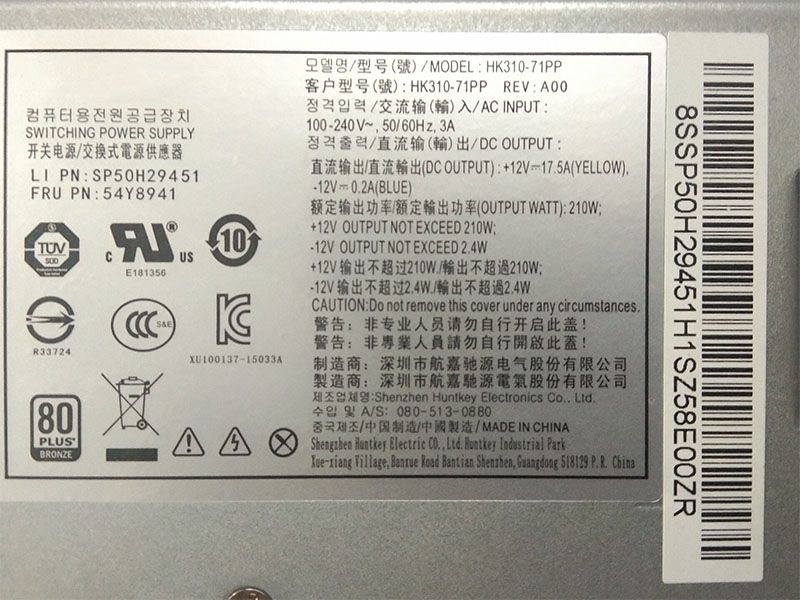 컴퓨터용전원공급장치
SWITCHING POWER SUPPLY
开关电源/交換式電源供應器
LI PN:SP50H29451
FRU PN:54Y8941
TÜV
SÜD
c RU ® US
E181356
10
R33724
CCC S&E
KC
XU100137-15033A
80
PLUS®
BRONZE
모델명/型号(號)/MODEL: HK310-71PP
客户型号(號): HK310-71PP REV: A00
정격입력/交流输(輸)入/AC INPUT:
100-240V~, 50/60Hz, 3A
정격출력/直流输(輸)出/DC OUTPUT:
直流输出/直流輸出(DC OUTPUT): +12V⎓17.5A(YELLOW),
-12V⎓0.2A(BLUE)
额定输出功率/額定輸出功率(OUTPUT WATT): 210W;
+12V OUTPUT NOT EXCEED 210W;
-12V OUTPUT NOT EXCEED 2.4W
+12V输出不超过210W/輸出不超過210W;
-12V输出不超过2.4W/輸出不超過2.4W
CAUTION:Do not remove this cover under any circumstances.
警告：非专业人员请勿自行开启此盖！
警告：非專業人員請勿自行開啟此蓋！
制造商：深圳市航嘉驰源电气股份有限公司
製造商：深圳市航嘉馳源電氣股份有限公司
제조업체명:Shenzhen Huntkey Electronics Co., Ltd.
수입 및 A/S: 080-513-0880
중국제조/中国制造/中國製造/MADE IN CHINA
Shengzhen Huntkey Electric CO., Ltd. Huntkey Industrial Park
Xue-xiang Village, Banxue Road Bantian Shenzhen, Guangdong 518129 P. R. China
8SSP50H29451H1SZ58E00ZR